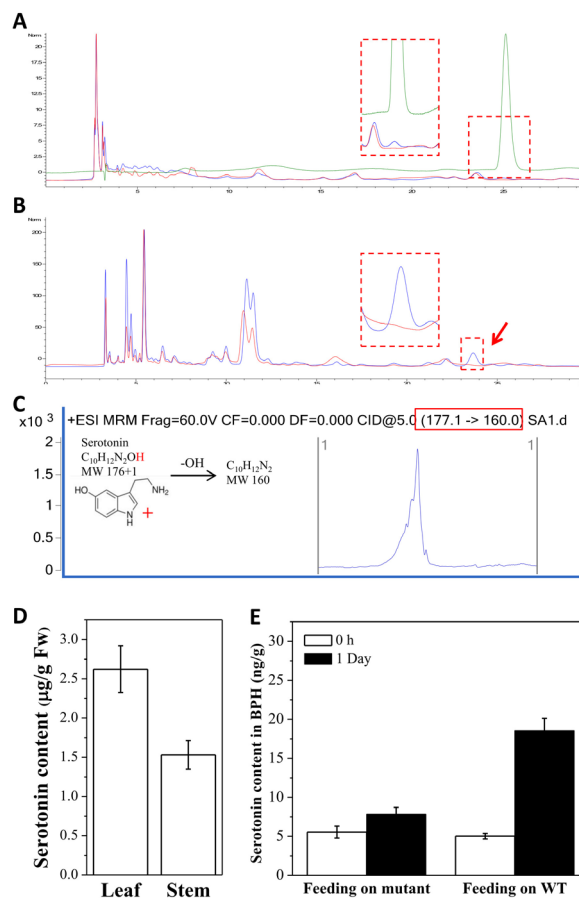 A
Norm.
20
17.5
15
12.5
10
7.5
5
2.5
0
5
10
15
20
25
B
Norm.
200
150
100
50
0
5
10
15
20
25
C
x10 3
+ESI MRM Frag=60.0V CF=0.000 DF=0.000 CID@5.0 (177.1 -> 160.0) SA1.d
2
1.5
1
0.5
0
1
1
Serotonin
C10H12N2OH
MW 176+1
-OH
C10H12N2
MW 160
HO
NH2
N
H
+
D
Serotonin content (µg/g Fw)
3.0
2.5
2.0
1.5
1.0
0.5
0.0
Leaf
Stem
E
Serotonin content in BPH (ng/g)
30
25
20
15
10
5
0
0 h
1 Day
Feeding on mutant
Feeding on WT